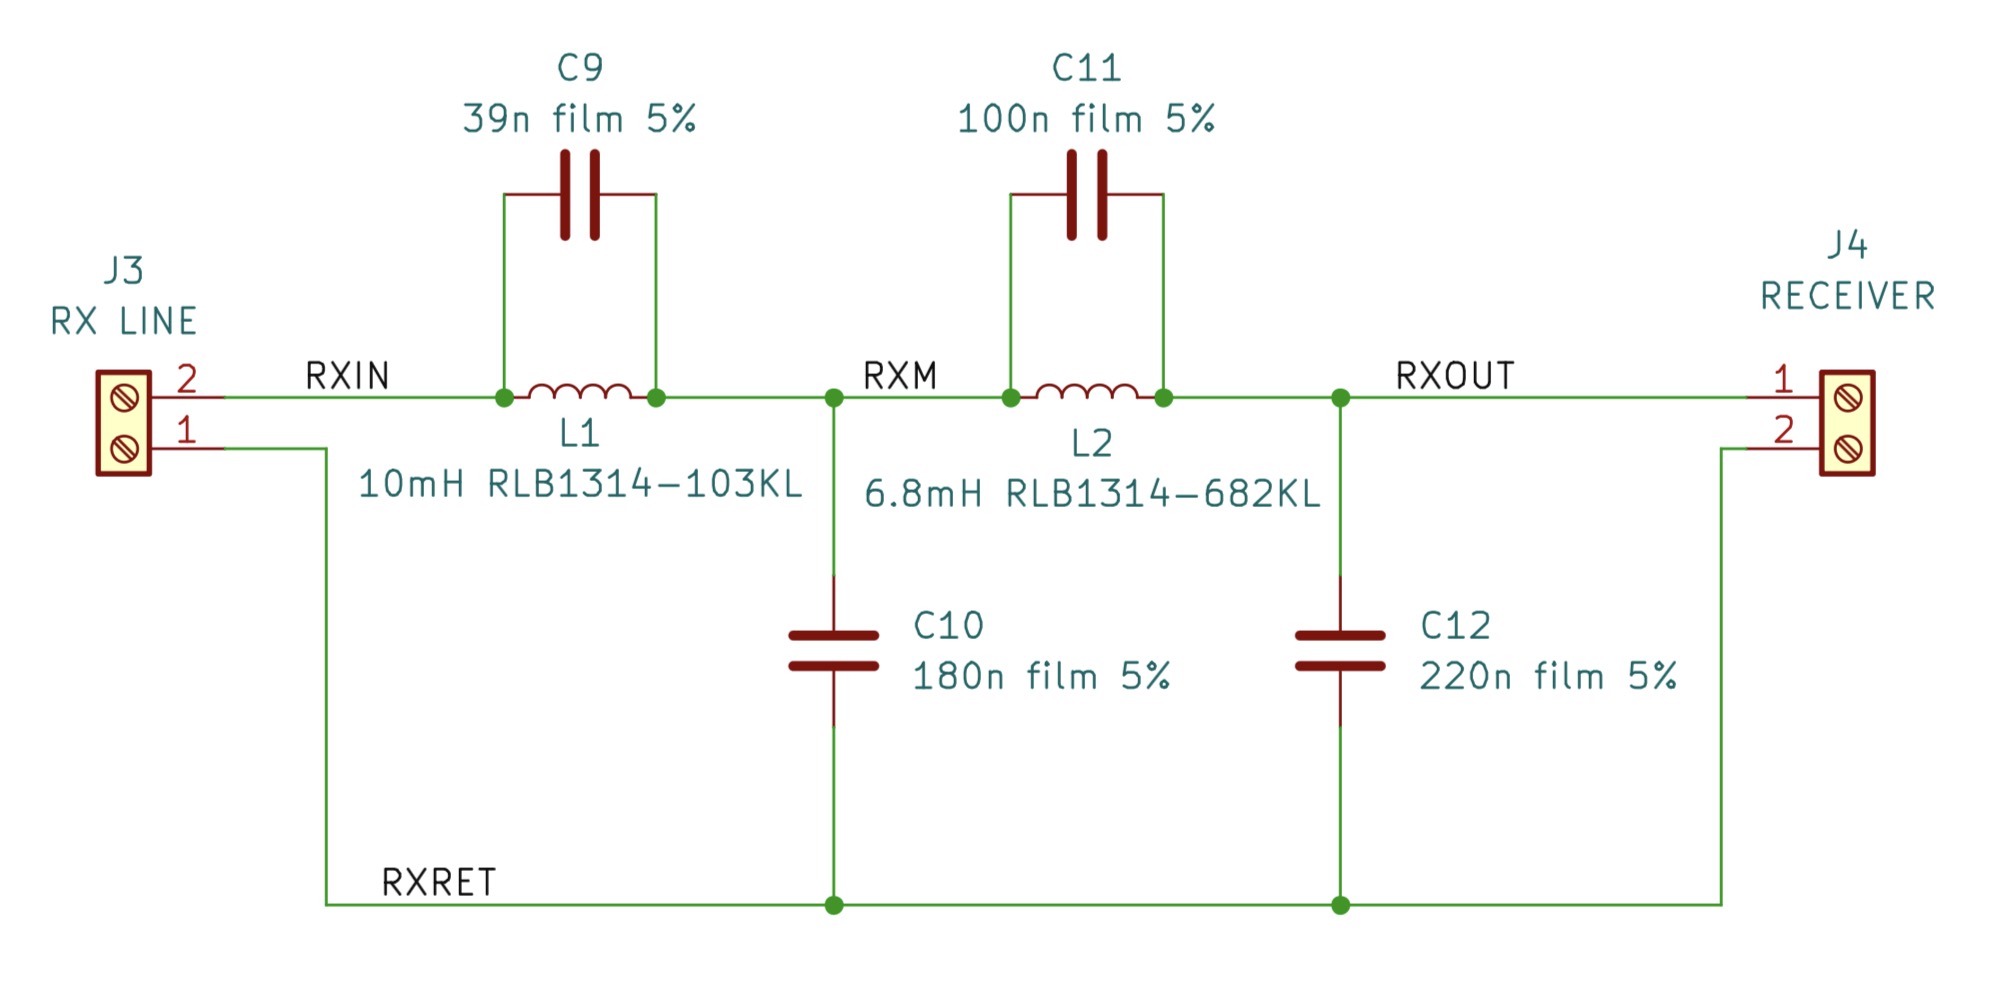 C9
39n film 5%
C11
100n film 5%
J3
RX LINE
J4
RECEIVER
2
RXIN
RXM
RXOUT
1
1
2
L1
10mH RLB1314-103KL
L2
6.8mH RLB1314-682KL
C10
180n film 5%
C12
220n film 5%
RXRET